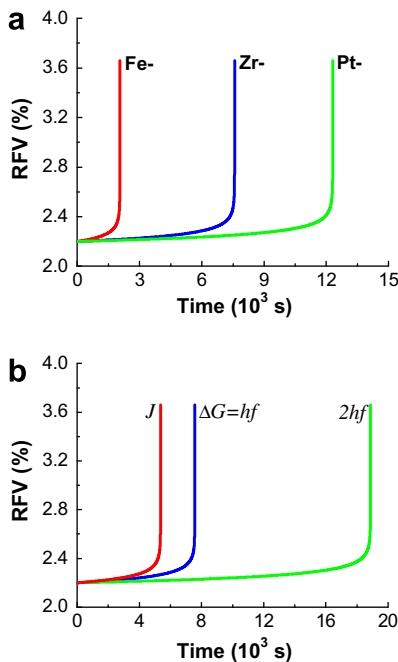 a
4.0
Fe- Zr- Pt-
3.6
3.2
RFV (%)
2.8
2.4
2.0
0 3 6 9 12 15
Time (10³ s)
b
4.0
J ΔG=hf 2hf
3.6
3.2
RFV (%)
2.8
2.4
2.0
0 4 8 12 16 20
Time (10³ s)